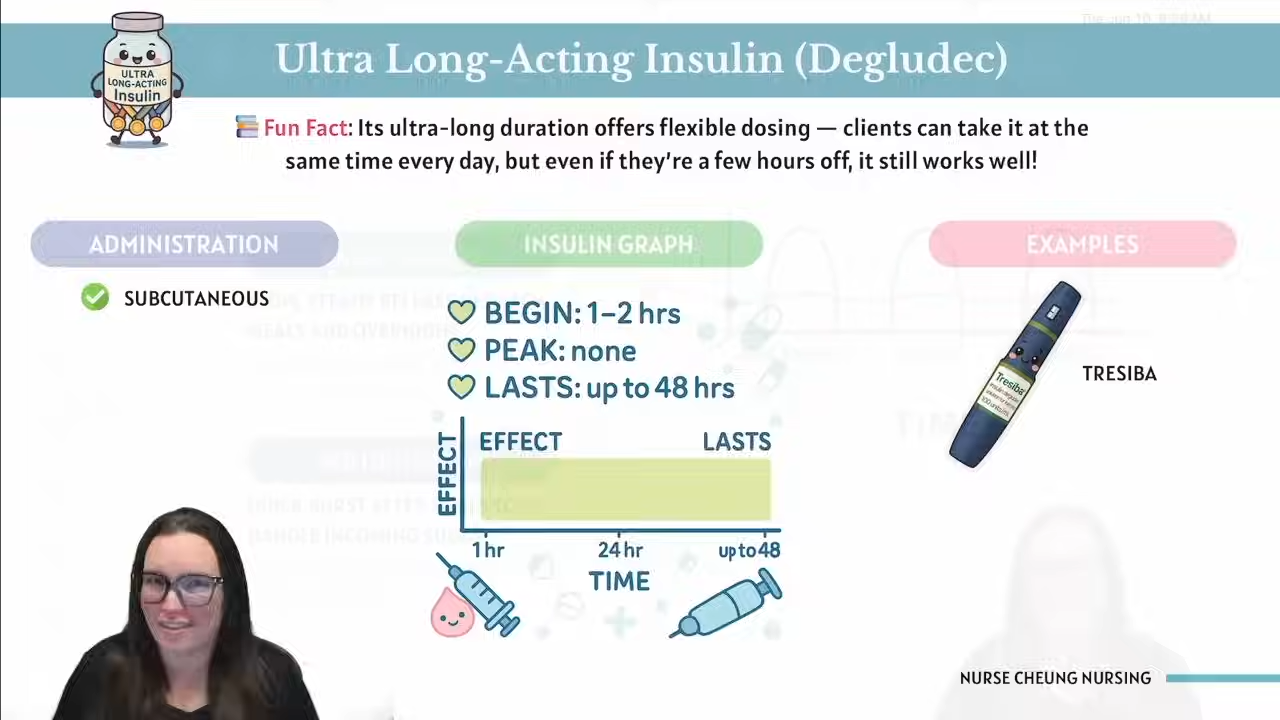 Ultra Long-Acting Insulin (Degludec)
ULTRA
LONG-ACTING
Insulin
Fun Fact: Its ultra-long duration offers flexible dosing — clients can take it at the
same time every day, but even if they're a few hours off, it still works well!
ADMINISTRATION
SUBCUTANEOUS
INSULIN GRAPH
BEGIN: 1–2 hrs
PEAK: none
LASTS: up to 48 hrs
EFFECT
EFFECT
LASTS
1 hr
24 hr
up to 48
TIME
EXAMPLES
Tresiba
TRESIBA
NURSE CHEUNG NURSING